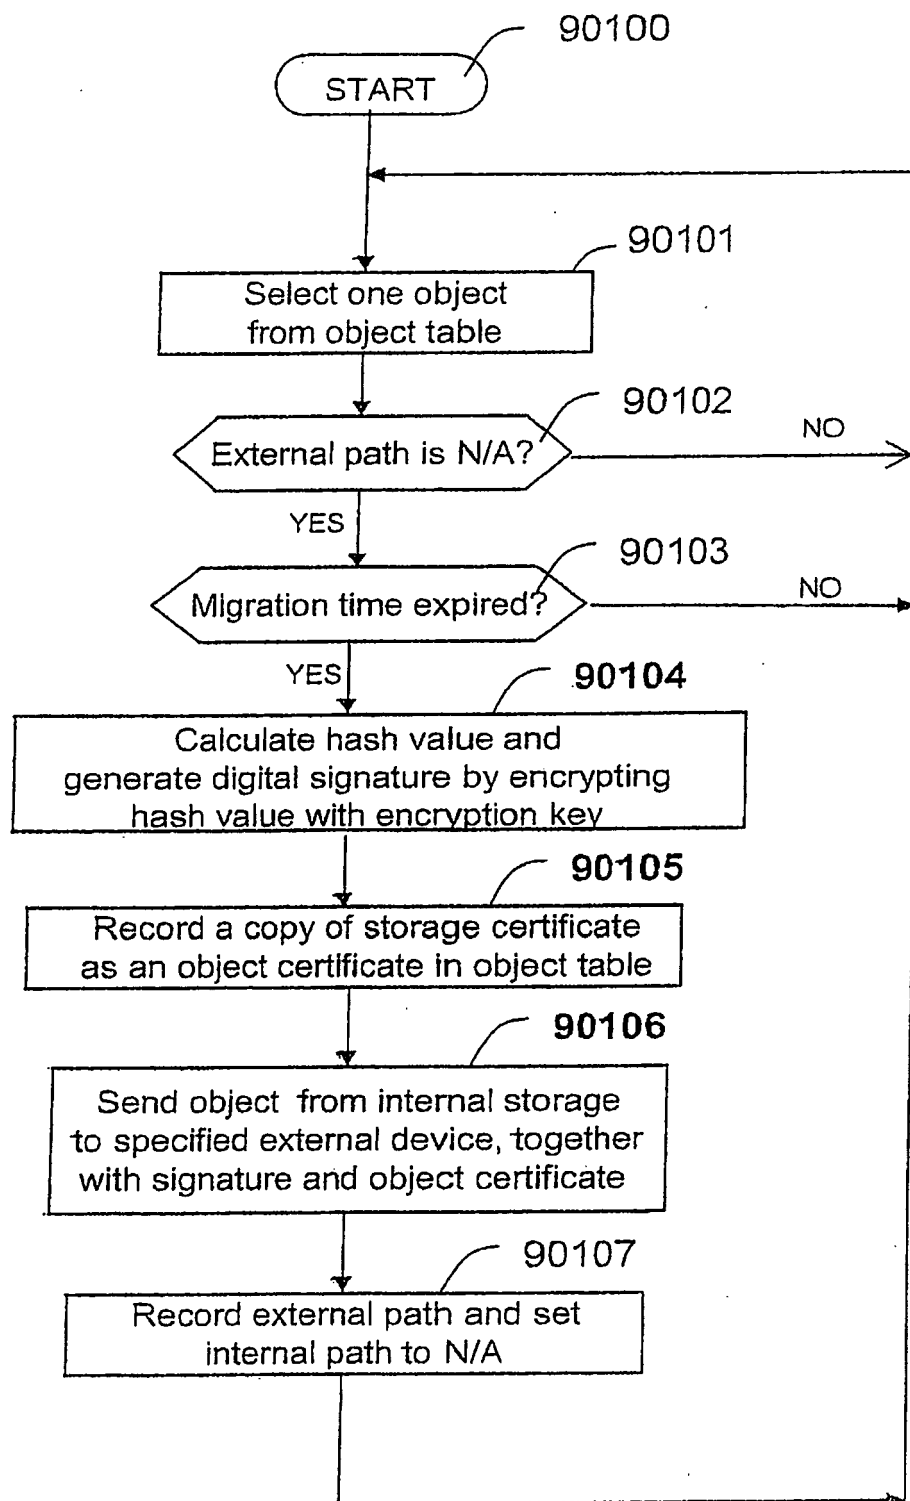 90100
START
90101
Select one object
from object table
90102
External path is N/A?
NO
YES
90103
Migration time expired?
NO
YES
90104
Calculate hash value and
generate digital signature by encrypting
hash value with encryption key
90105
Record a copy of storage certificate
as an object certificate in object table
90106
Send object from internal storage
to specified external device, together
with signature and object certificate
90107
Record external path and set
internal path to N/A